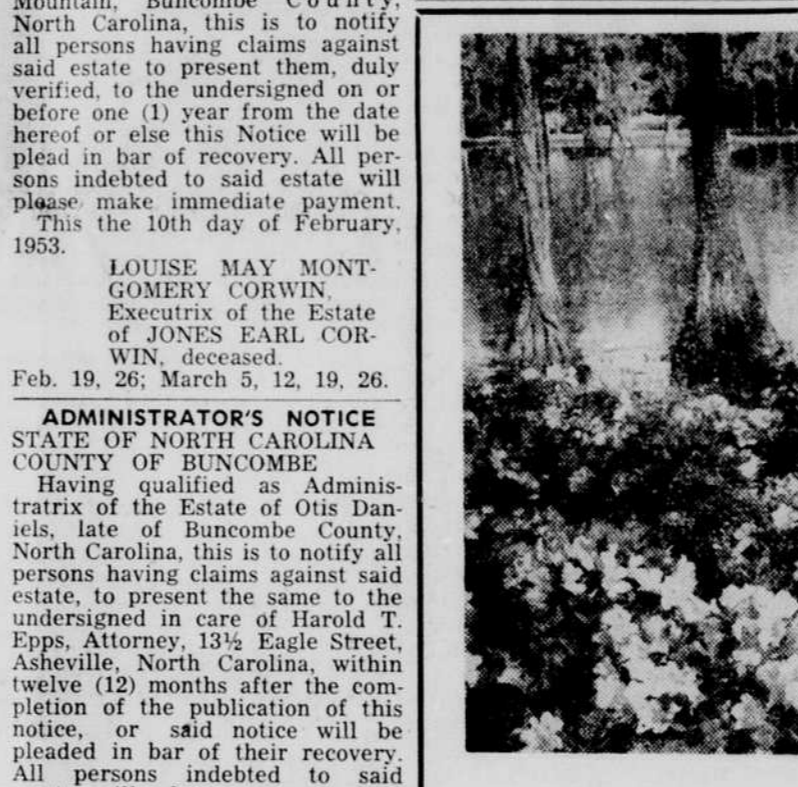 Mountain, Buncombe County,
North Carolina, this is to notify
all persons having claims against
said estate to present them, duly
verified, to the undersigned on or
before one (1) year from the date
hereof or else this Notice will be
plead in bar of recovery. All per-
sons indebted to said estate will
please make immediate payment.
This the 10th day of February,
1953.
LOUISE MAY MONT-
GOMERY CORWIN,
Executrix of the Estate
of JONES EARL COR-
WIN, deceased.
Feb. 19, 26; March 5, 12, 19, 26.
ADMINISTRATOR'S NOTICE
STATE OF NORTH CAROLINA
COUNTY OF BUNCOMBE
Having qualified as Adminis-
tratrix of the Estate of Otis Dan-
iels, late of Buncombe County,
North Carolina, this is to notify all
persons having claims against said
estate, to present the same to the
undersigned in care of Harold T.
Epps, Attorney, 13½ Eagle Street,
Asheville, North Carolina, within
twelve (12) months after the com-
pletion of the publication of this
notice, or said notice will be
pleaded in bar of their recovery.
All persons indebted to said